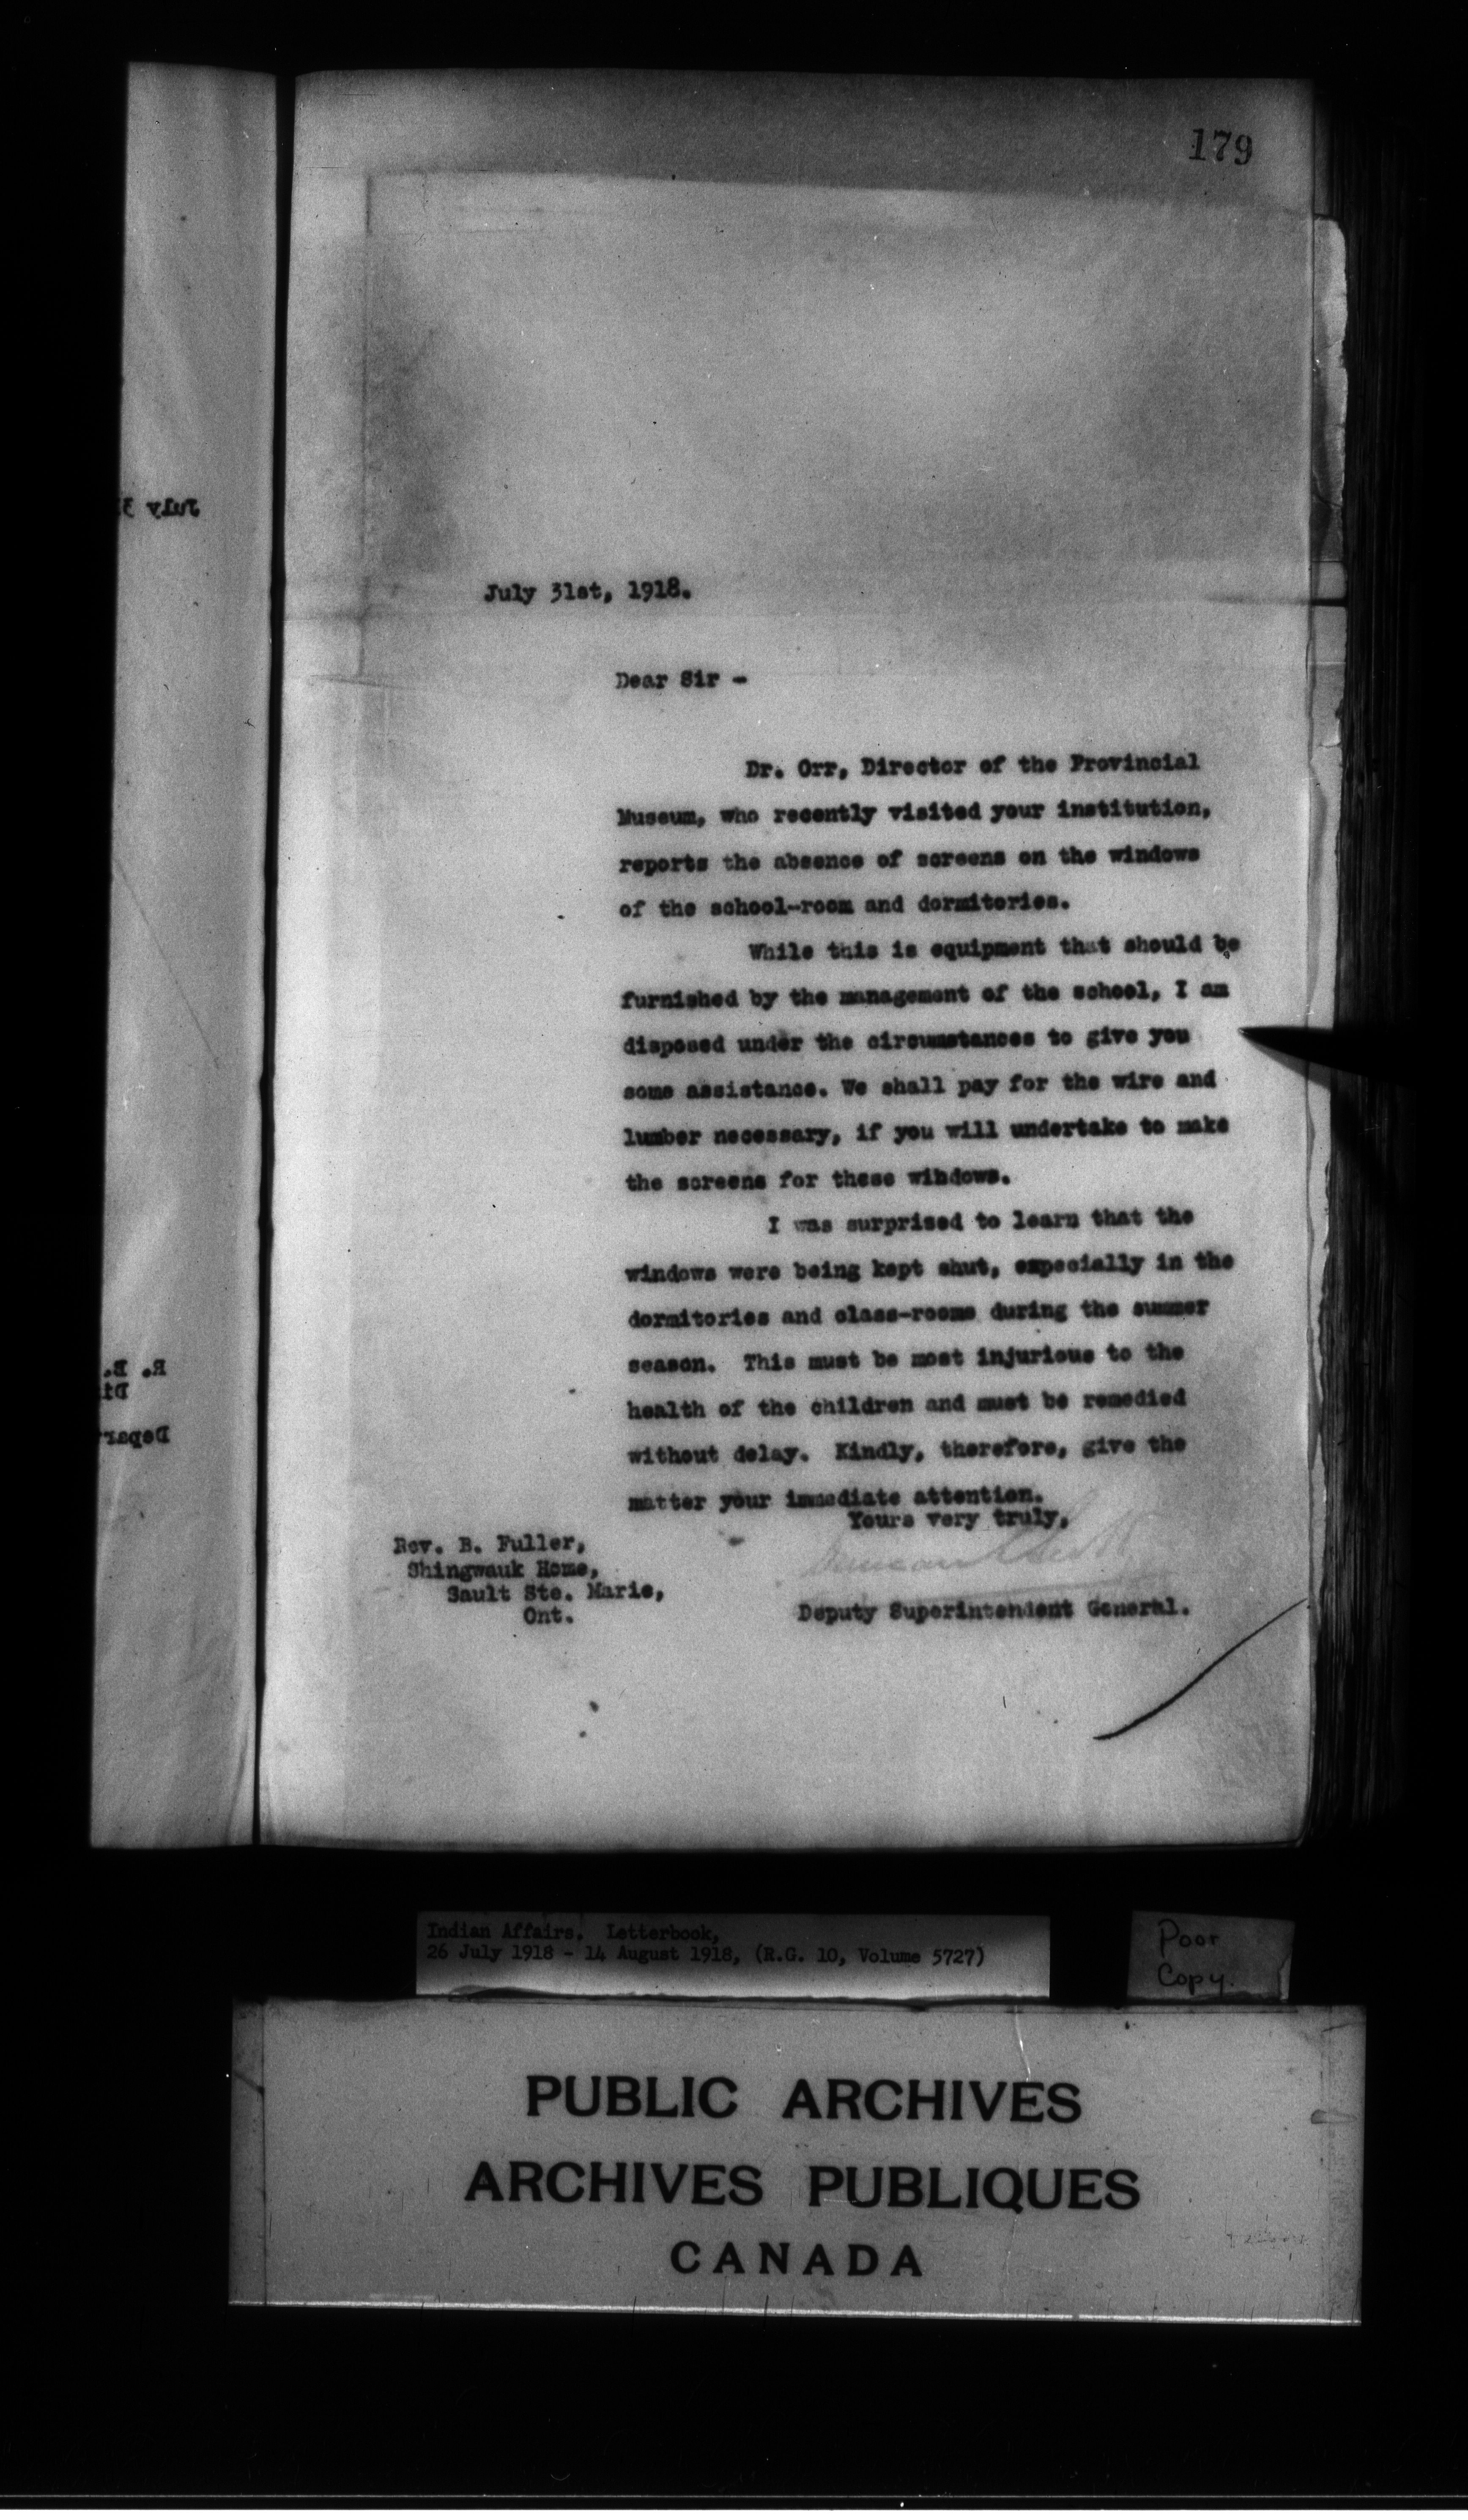 179
July 31st, 1918.
Dear Sir -
Dr. Orr, Director of the Provincial
Museum, who recently visited your institution,
reports the absence of screens on the windows
of the school-room and dormitories.
While this is equipment that should be
furnished by the management of the school, I am
disposed under the circumstances to give you
some assistance. We shall pay for the wire and
lumber necessary, if you will undertake to make
the screens for these windows.
I was surprised to learn that the
windows were being kept shut, especially in the
dormitories and class-rooms during the summer
season. This must be most injurious to the
health of the children and must be remedied
without delay. Kindly, therefore, give the
matter your immediate attention.
Yours very truly,
Duncan C Scott
Deputy Superintendent General.
Rev. B. Fuller,
Shingwauk Home,
Sault Ste. Marie,
Ont.
July 3
R. B.
Di
Depar
Indian Affairs. Letterbook,
26 July 1918 - 14 August 1918, (R.G. 10, Volume 5727)
Poor
Copy.
PUBLIC ARCHIVES
ARCHIVES PUBLIQUES
CANADA